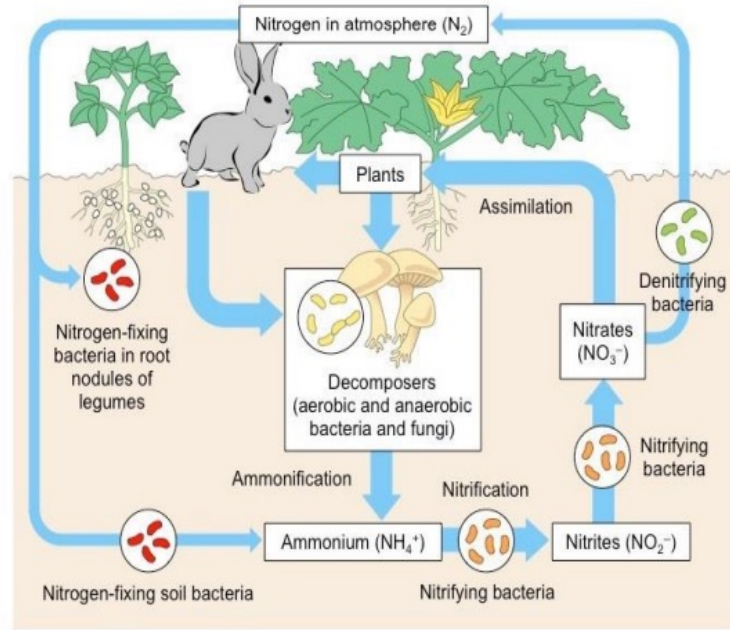 Nitrogen in atmosphere (N₂)
Plants
Assimilation
Denitrifying
bacteria
Nitrogen-fixing
bacteria in root
nodules of
legumes
Nitrates
(NO₃⁻)
Decomposers
(aerobic and anaerobic
bacteria and fungi)
Nitrifying
bacteria
Ammonification
Nitrification
Ammonium (NH₄⁺)
Nitrites (NO₂⁻)
Nitrogen-fixing soil bacteria
Nitrifying bacteria